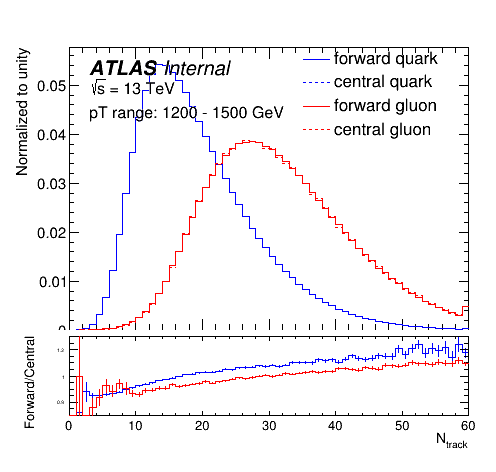 ATLAS Internal
√s = 13 TeV
pT range: 1200 - 1500 GeV
forward quark
central quark
forward gluon
central gluon
Normalized to unity
0.05
0.04
0.03
0.02
0.01
0
Forward/Central
1.2
1
0.8
0 10 20 30 40 50 60
N_track